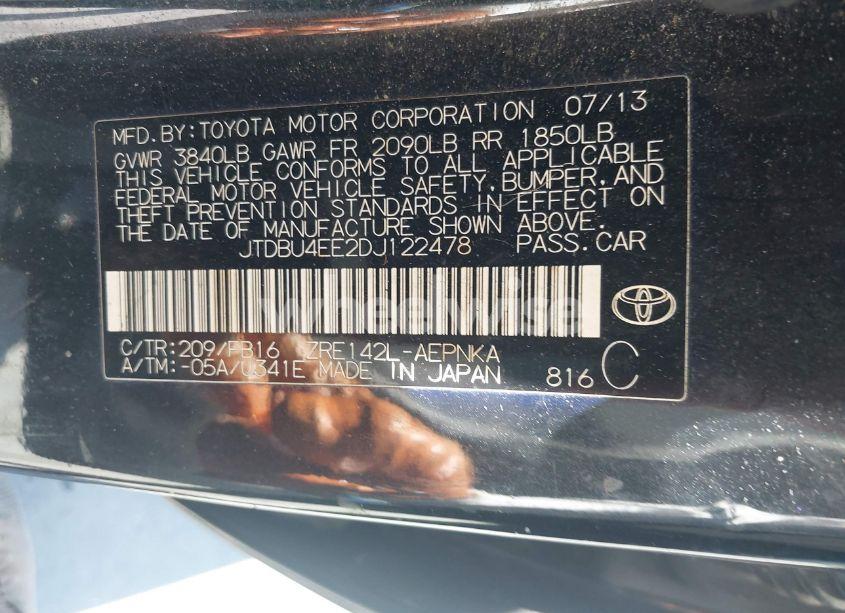 MFD.BY:TOYOTA MOTOR CORPORATION 07/13
GVWR 3840LB GAWR FR 2090LB RR 1850LB
THIS VEHICLE CONFORMS TO ALL APPLICABLE
FEDERAL MOTOR VEHICLE SAFETY,BUMPER,AND
THEFT PREVENTION STANDARDS IN EFFECT ON
THE DATE OF MANUFACTURE SHOWN ABOVE.
JTDBU4EE2DJ122478 PASS.CAR
wheelwise
C/TR:209/FB16 ZRE142L-AEPNKA
A/TM:-05A/U341E MADE IN JAPAN 816 C